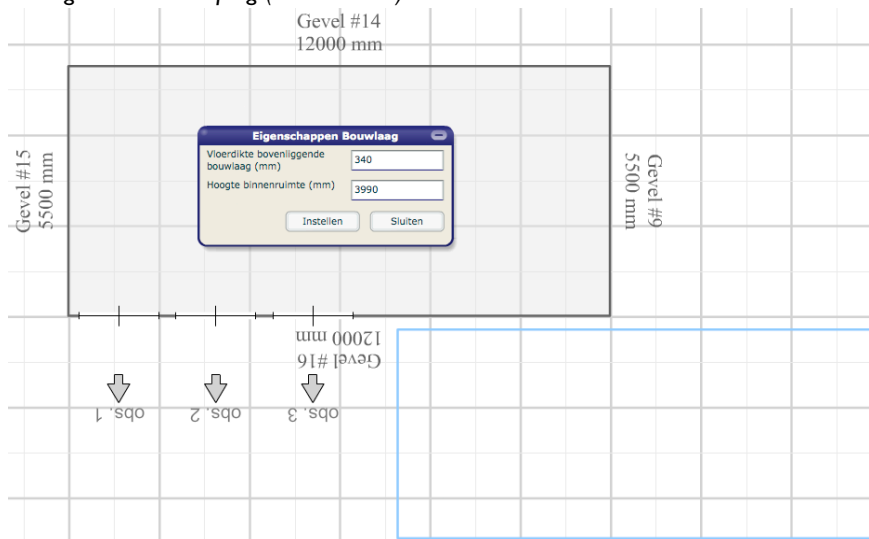 Gevel #14
12000 mm
Gevel #15
5500 mm
Eigenschappen Bouwlaag
Vloerdikte bovenliggende
bouwlaag (mm)
340
Hoogte binnenruimte (mm)
3990
Instellen
Sluiten
Gevel #9
5500 mm
12000 mm
Gevel #16
obs. 1
obs. 2
obs. 3